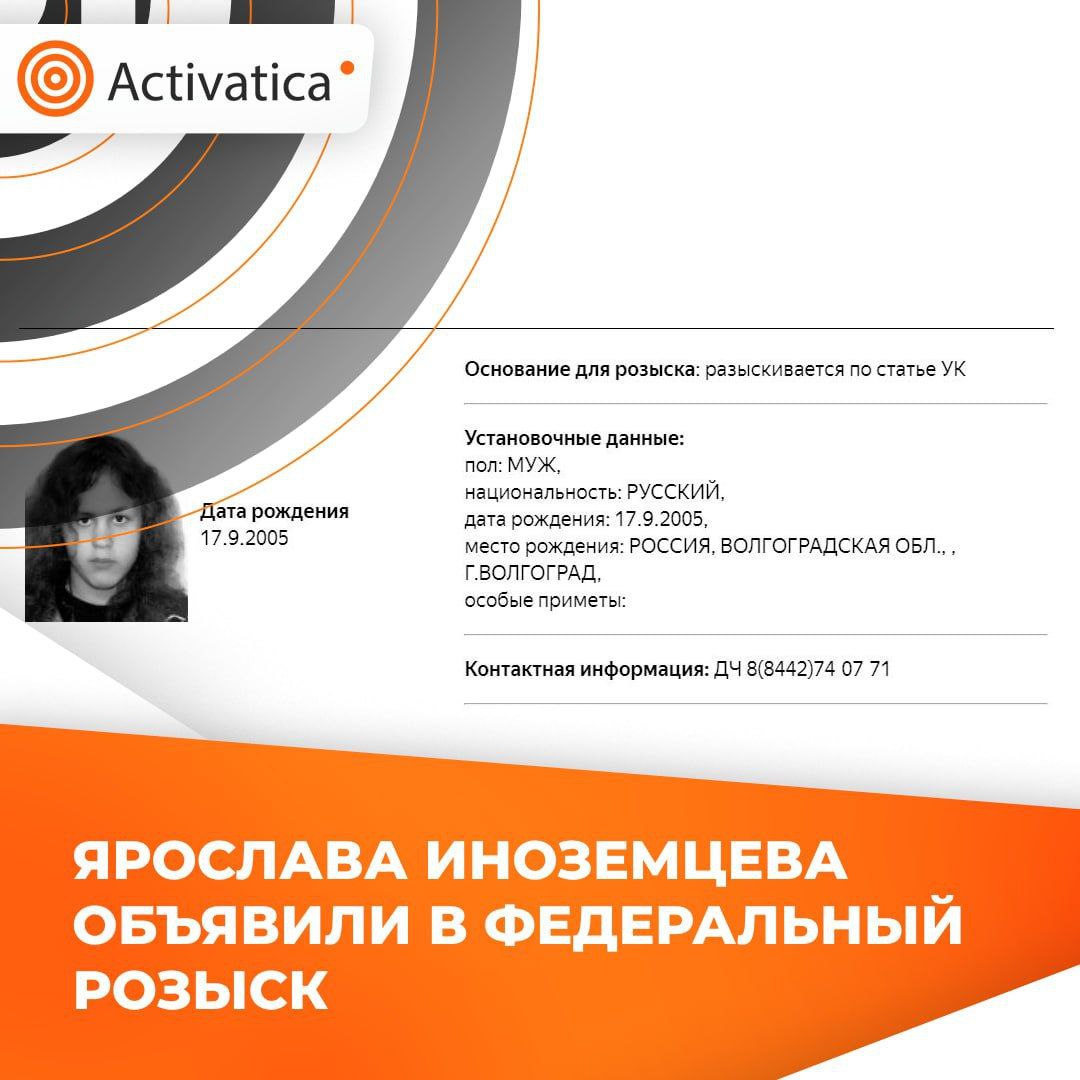 Activatica
Основание для розыска: разыскивается по статье УК
Установочные данные:
пол: МУЖ,
национальность: РУССКИЙ,
дата рождения: 17.9.2005,
место рождения: РОССИЯ, ВОЛГОГРАДСКАЯ ОБЛ., ,
Г.ВОЛГОГРАД,
особые приметы:
Дата рождения
17.9.2005
Контактная информация: ДЧ 8(8442)74 07 71
ЯРОСЛАВА ИНОЗЕМЦЕВА
ОБЪЯВИЛИ В ФЕДЕРАЛЬНЫЙ
РОЗЫСК